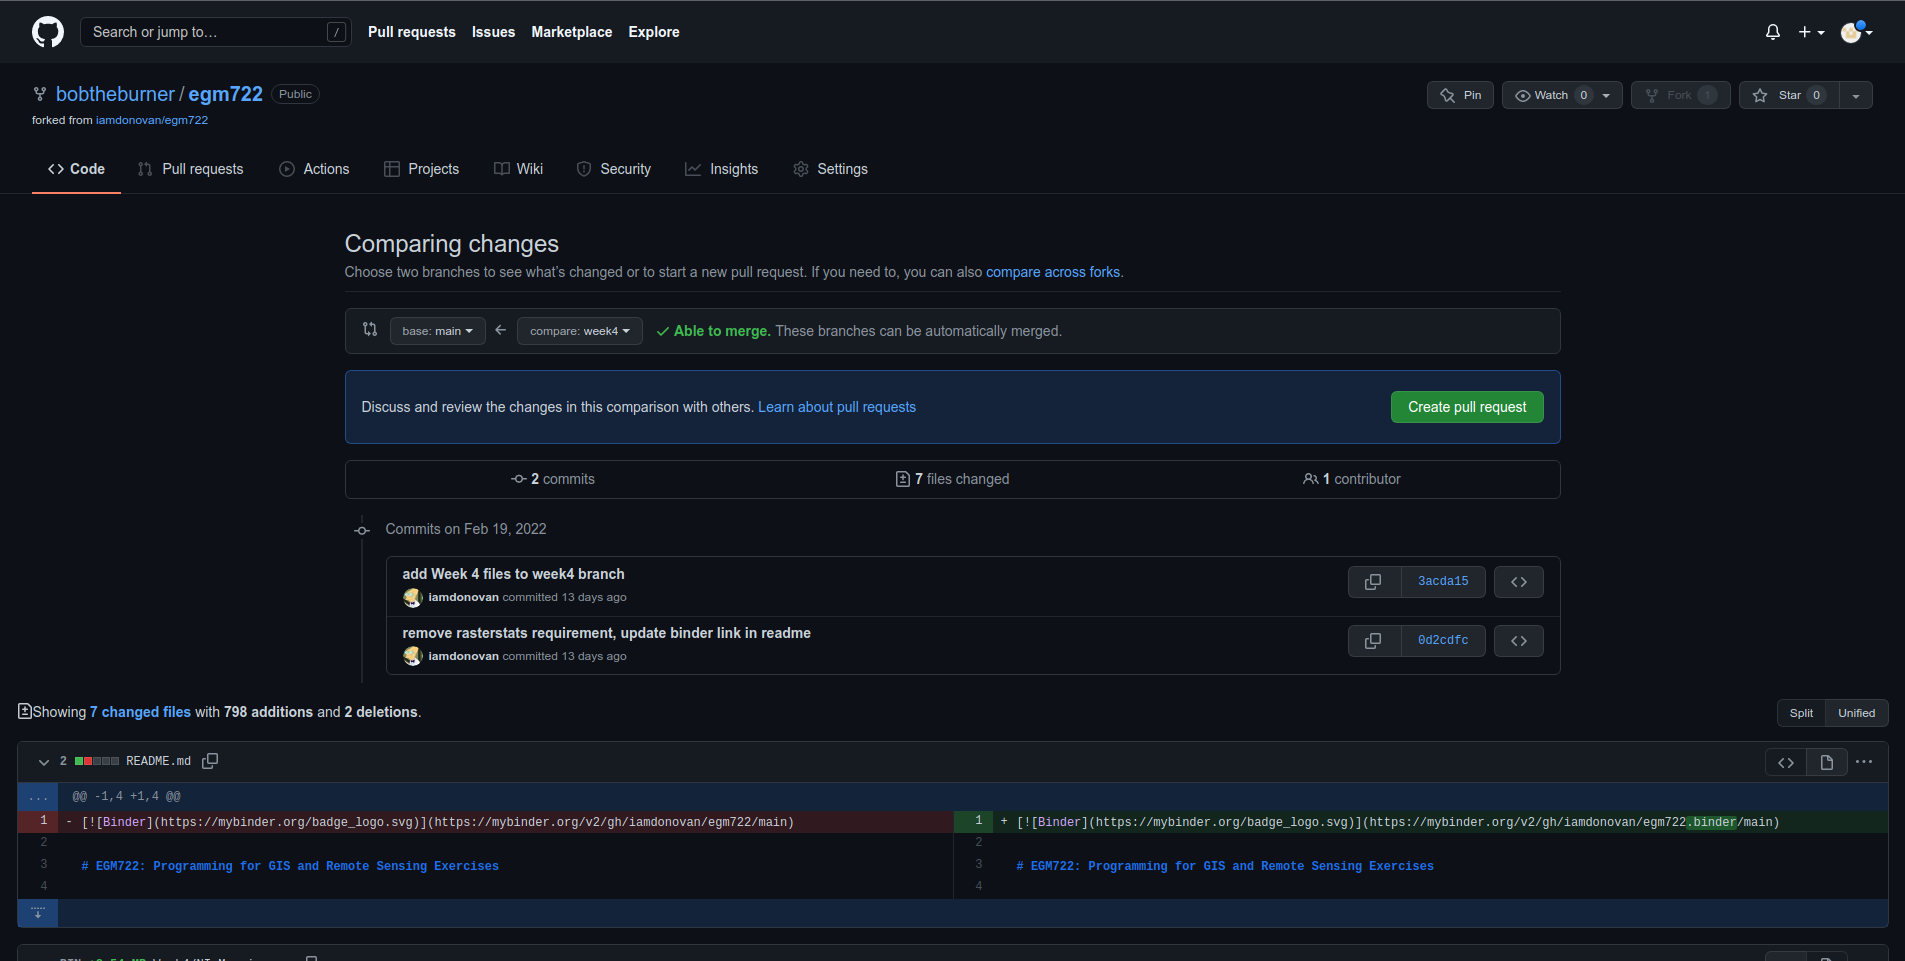 Search or jump to…
/
Pull requests Issues Marketplace Explore
bobtheburner / egm722 Public
Pin
Watch 0
Fork 1
Star 0
forked from iamdonovan/egm722
Code Pull requests Actions Projects Wiki Security Insights Settings
Comparing changes
Choose two branches to see what's changed or to start a new pull request. If you need to, you can also compare across forks.
base: main
compare: week4
Able to merge. These branches can be automatically merged.
Discuss and review the changes in this comparison with others. Learn about pull requests
Create pull request
2 commits
7 files changed
1 contributor
Commits on Feb 19, 2022
add Week 4 files to week4 branch
iamdonovan committed 13 days ago
3acda15
remove rasterstats requirement, update binder link in readme
iamdonovan committed 13 days ago
0d2cdfc
Showing 7 changed files with 798 additions and 2 deletions.
Split Unified
2 README.md
... @@ -1,4 +1,4 @@
1 - [![Binder](https://mybinder.org/badge_logo.svg)](https://mybinder.org/v2/gh/iamdonovan/egm722/main)
1 + [![Binder](https://mybinder.org/badge_logo.svg)](https://mybinder.org/v2/gh/iamdonovan/egm722.binder/main)
2
2
3 # EGM722: Programming for GIS and Remote Sensing Exercises
3 # EGM722: Programming for GIS and Remote Sensing Exercises
4
4